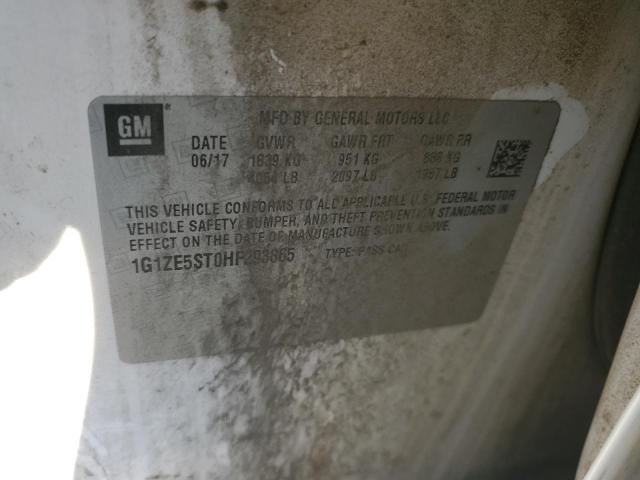 GM
MFD BY GENERAL MOTORS LLC
DATE GVWR GAWR FRT GAWR RR
06/17 1839 KG 951 KG 888 KG
4054 LB 2097 LB 1957 LB
THIS VEHICLE CONFORMS TO ALL APPLICABLE U.S. FEDERAL MOTOR
VEHICLE SAFETY, BUMPER, AND THEFT PREVENTION STANDARDS IN
EFFECT ON THE DATE OF MANUFACTURE SHOWN ABOVE.
TYPE: PASS CAR